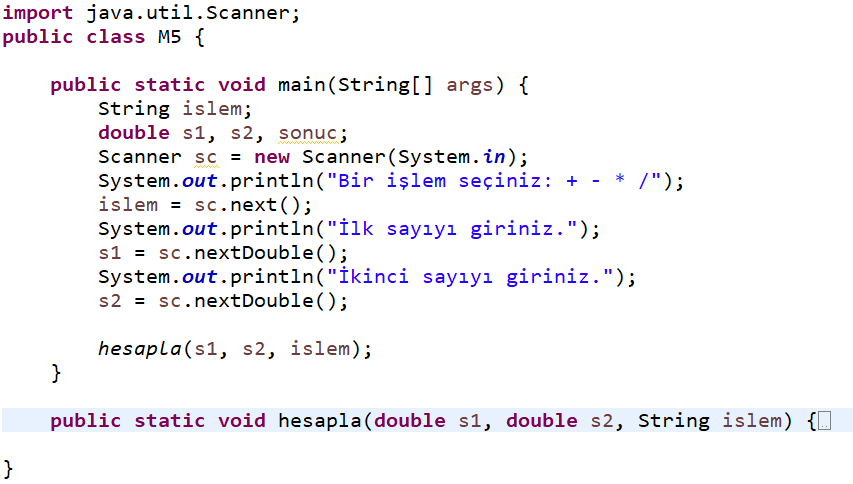 import java.util.Scanner;
public class M5 {
public static void main(String[] args) {
String islem;
double s1, s2, sonuc;
Scanner sc = new Scanner(System.in);
System.out.println("Bir işlem seçiniz: + - * /");
islem = sc.next();
System.out.println("İlk sayıyı giriniz.");
s1 = sc.nextDouble();
System.out.println("İkinci sayıyı giriniz.");
s2 = sc.nextDouble();
hesapla(s1, s2, islem);
}
public static void hesapla(double s1, double s2, String islem) {..
}